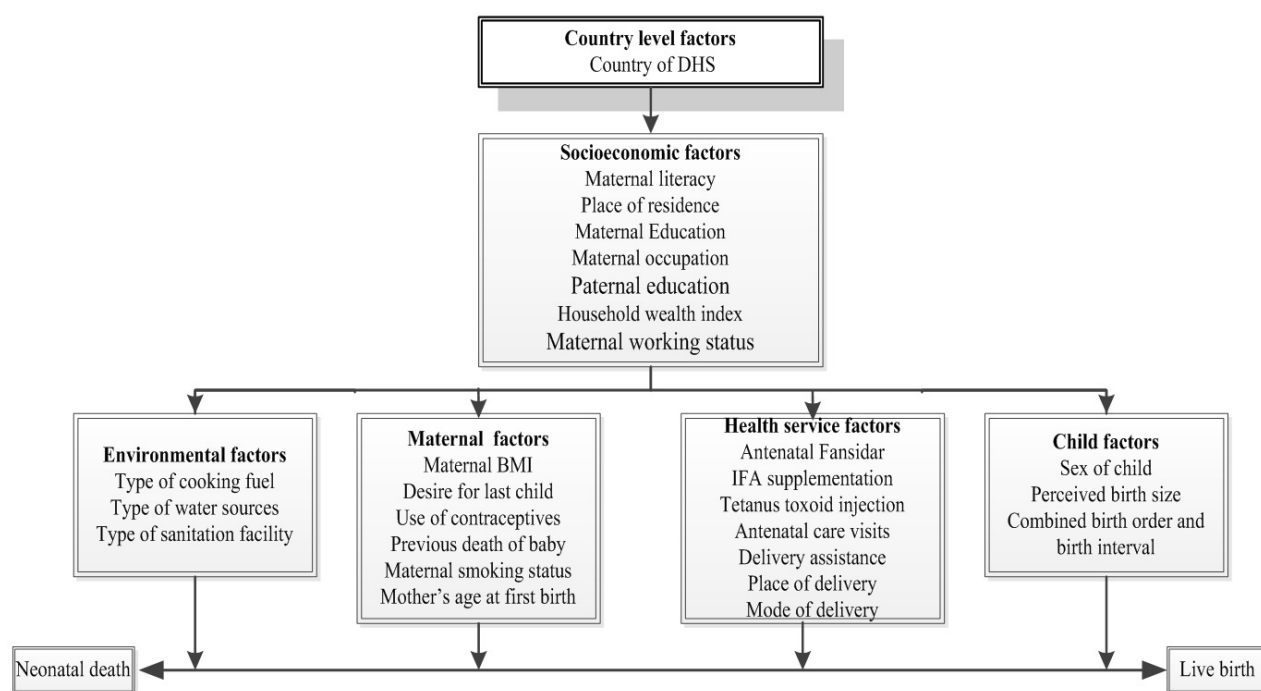 Country level factors
Country of DHS
Socioeconomic factors
Maternal literacy
Place of residence
Maternal Education
Maternal occupation
Paternal education
Household wealth index
Maternal working status
Environmental factors
Type of cooking fuel
Type of water sources
Type of sanitation facility
Maternal factors
Maternal BMI
Desire for last child
Use of contraceptives
Previous death of baby
Maternal smoking status
Mother's age at first birth
Health service factors
Antenatal Fansidar
IFA supplementation
Tetanus toxoid injection
Antenatal care visits
Delivery assistance
Place of delivery
Mode of delivery
Child factors
Sex of child
Perceived birth size
Combined birth order and
birth interval
Neonatal death
Live birth